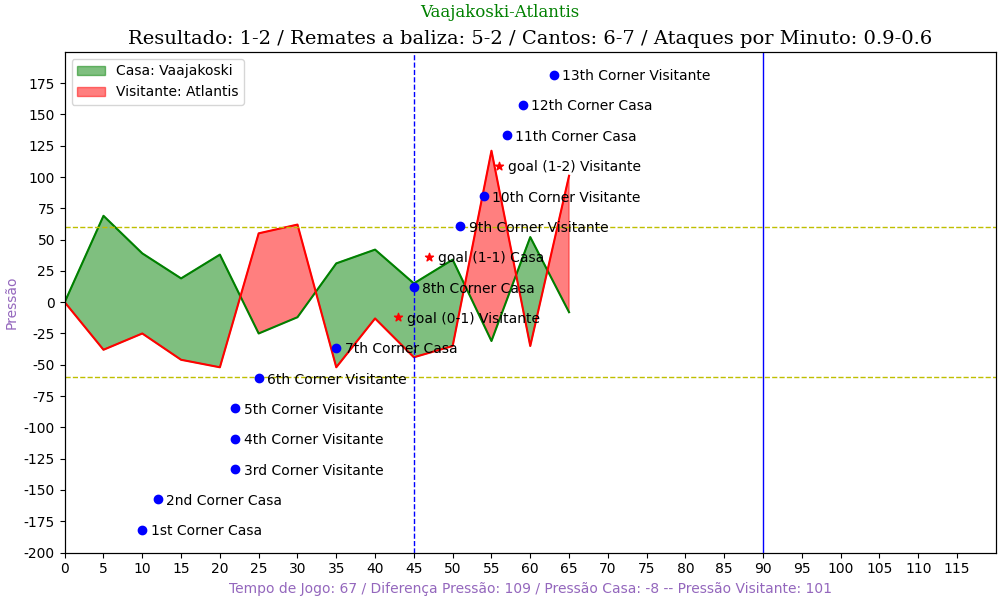 Vaajakoski-Atlantis
Resultado: 1-2 / Remates a baliza: 5-2 / Cantos: 6-7 / Ataques por Minuto: 0.9-0.6
Casa: Vaajakoski
Visitante: Atlantis
13th Corner Visitante
12th Corner Casa
11th Corner Casa
goal (1-2) Visitante
10th Corner Visitante
9th Corner Visitante
goal (1-1) Casa
8th Corner Casa
goal (0-1) Visitante
7th Corner Casa
6th Corner Visitante
5th Corner Visitante
4th Corner Visitante
3rd Corner Visitante
2nd Corner Casa
1st Corner Casa
Pressão
175
150
125
100
75
50
25
0
-25
-50
-75
-100
-125
-150
-175
-200
0 5 10 15 20 25 30 35 40 45 50 55 60 65 70 75 80 85 90 95 100 105 110 115
Tempo de Jogo: 67 / Diferença Pressão: 109 / Pressão Casa: -8 -- Pressão Visitante: 101